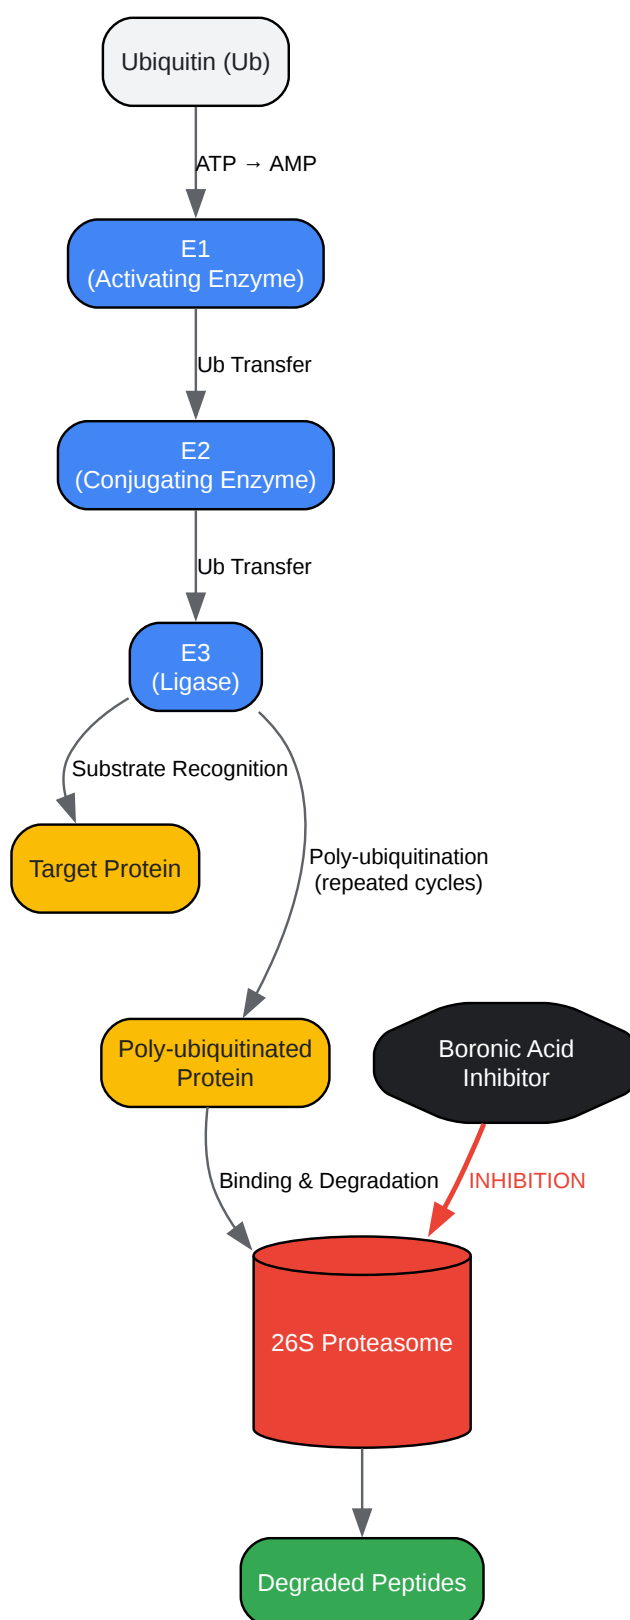 Ubiquitin (Ub)
ATP → AMP
E1
(Activating Enzyme)
Ub Transfer
E2
(Conjugating Enzyme)
Ub Transfer
E3
(Ligase)
Substrate Recognition
Target Protein
Poly-ubiquitination
(repeated cycles)
Poly-ubiquitinated
Protein
Boronic Acid
Inhibitor
Binding & Degradation
INHIBITION
26S Proteasome
Degraded Peptides